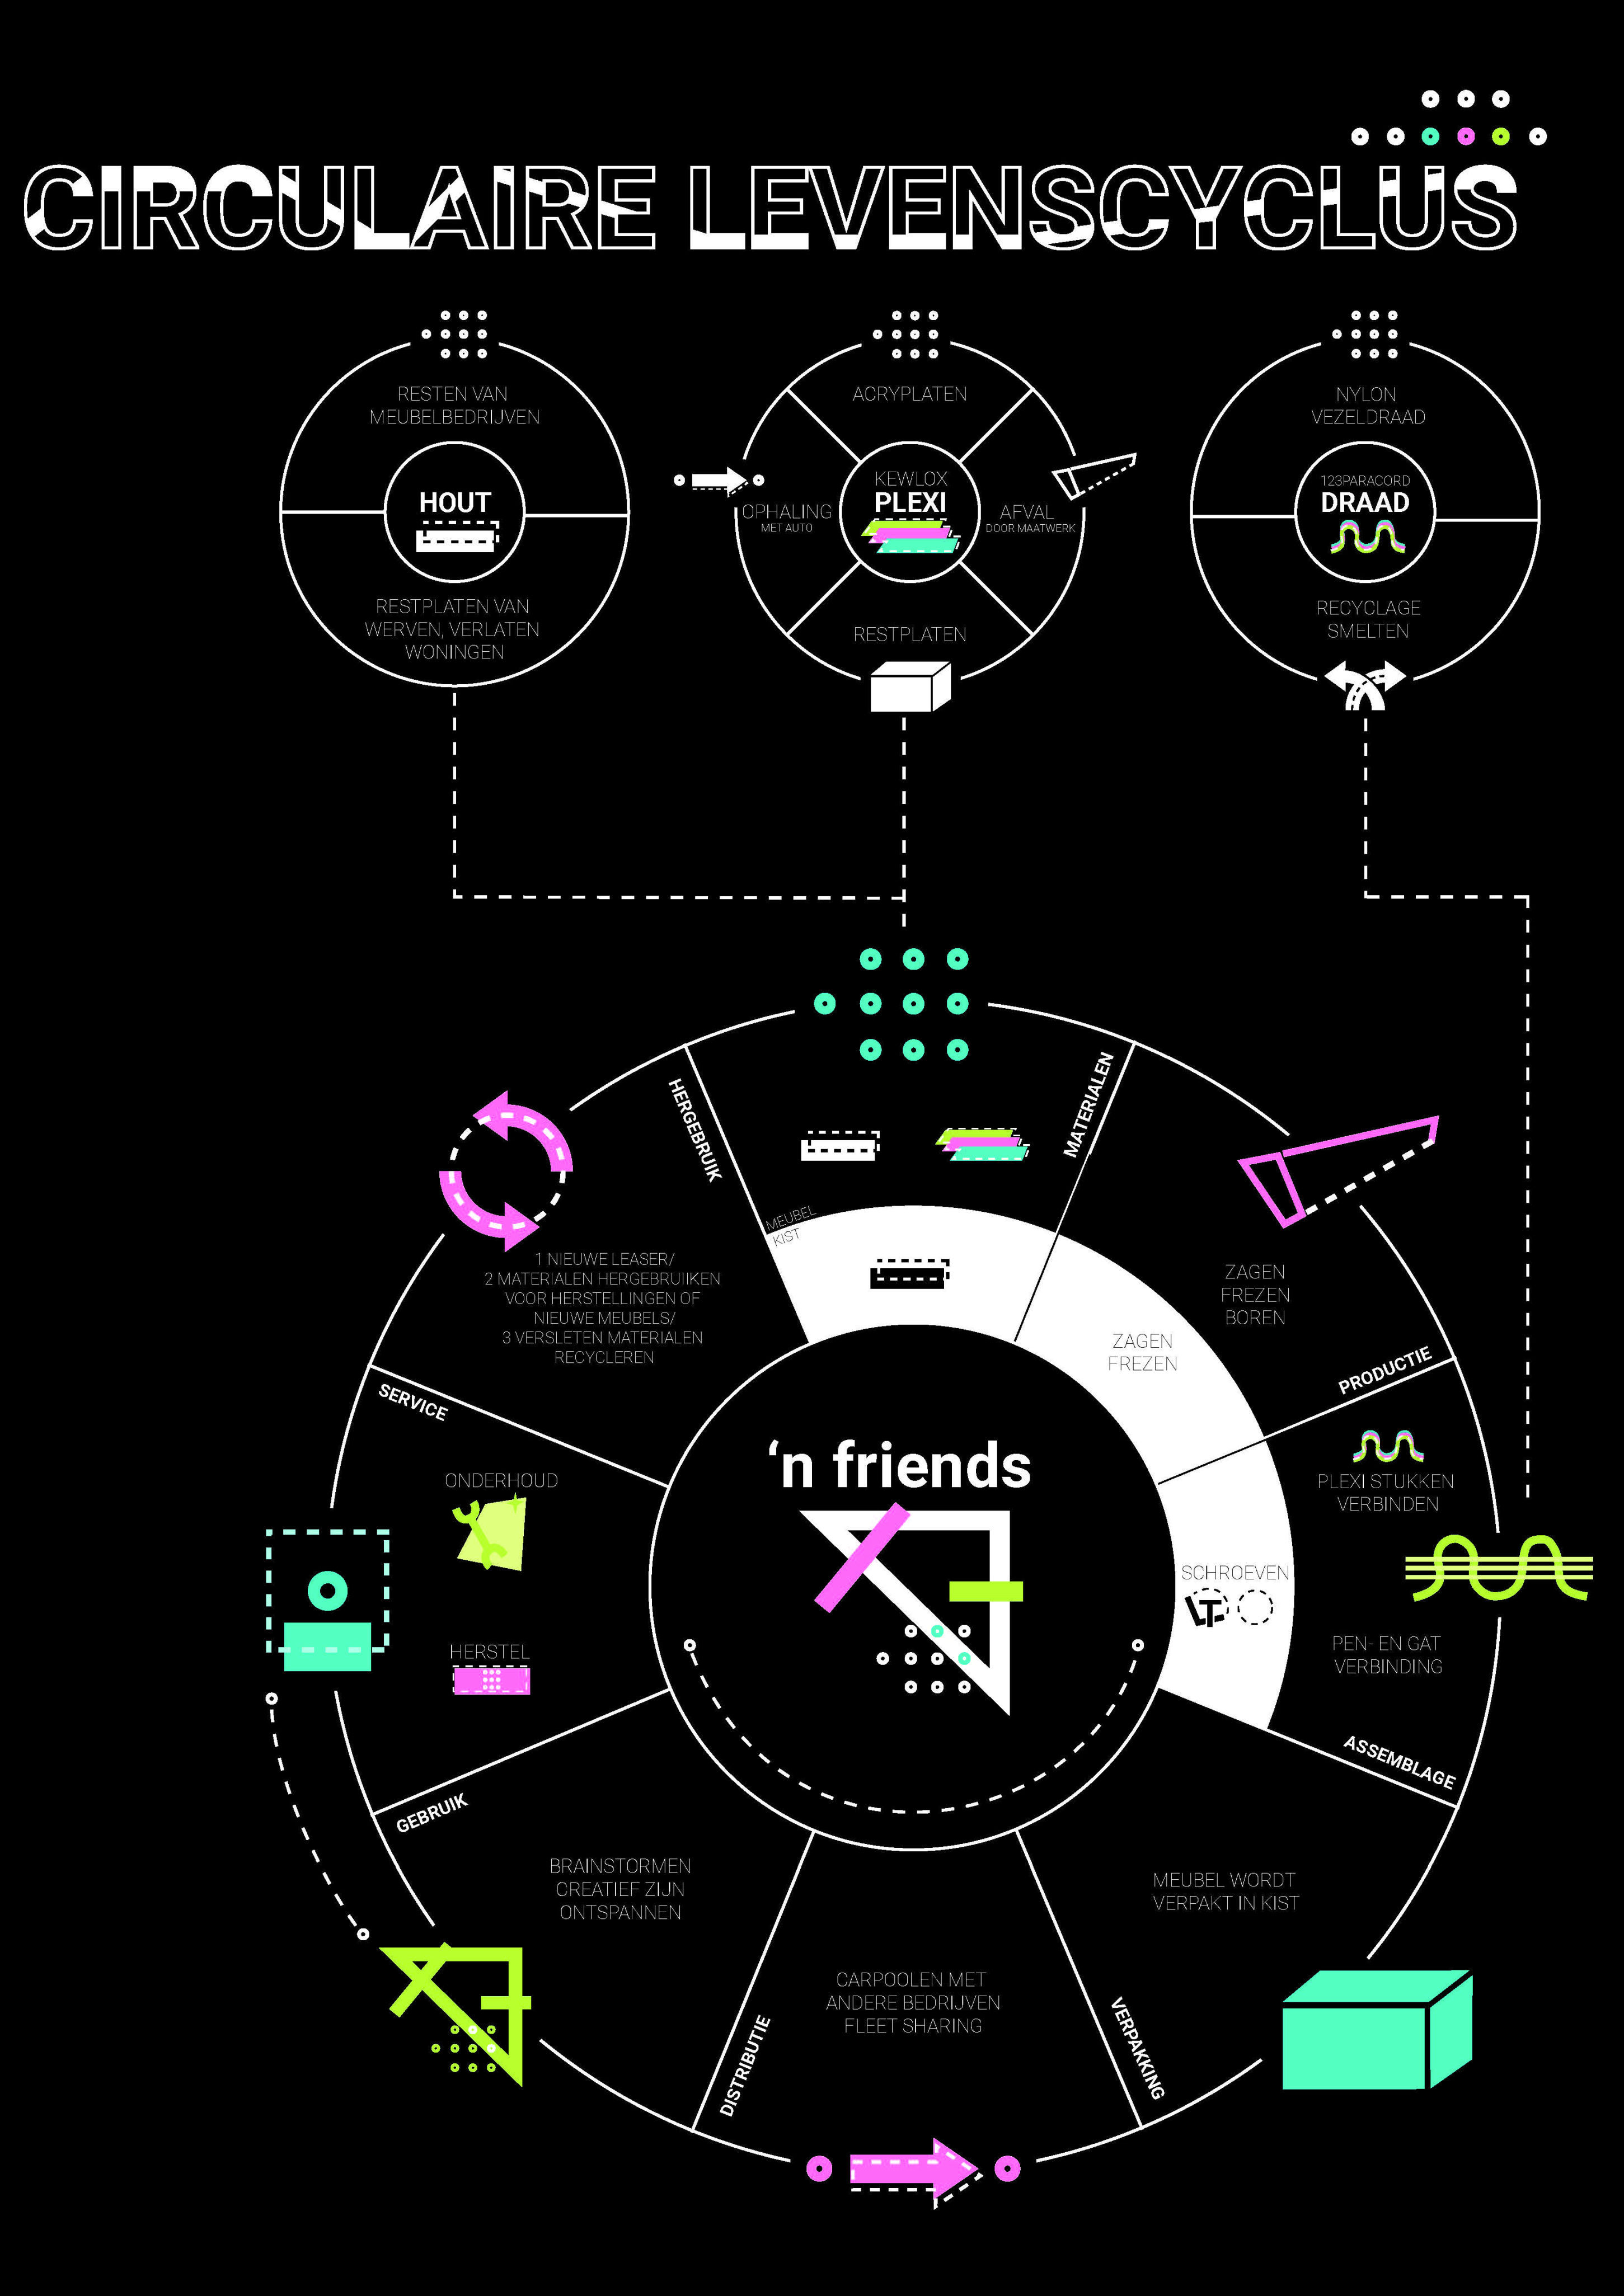 CIRCULAIRE LEVENSCYCLUS
RESTEN VAN
MEUBELBEDRIJVEN
HOUT
RESTPLATEN VAN
WERVEN, VERLATEN
WONINGEN
ACRYPLATEN
KEWLOX
PLEXI
OPHALING
MET AUTO
AFVAL
DOOR MAATWERK
RESTPLATEN
NYLON
VEZELDRAAD
123PARACORD
DRAAD
RECYCLAGE
SMELTEN
HERGEBRUIK
MATERIALEN
MEUBEL
KIST
1 NIEUWE LEASER/
2 MATERIALEN HERGEBRUIIKEN
VOOR HERSTELLINGEN OF
NIEUWE MEUBELS/
3 VERSLETEN MATERIALEN
RECYCLEREN
ZAGEN
FREZEN
BOREN
ZAGEN
FREZEN
PRODUCTIE
SERVICE
ONDERHOUD
HERSTEL
'n friends
PLEXI STUKKEN
VERBINDEN
SCHROEVEN
PEN- EN GAT
VERBINDING
ASSEMBLAGE
GEBRUIK
BRAINSTORMEN
CREATIEF ZIJN
ONTSPANNEN
MEUBEL WORDT
VERPAKT IN KIST
CARPOOLEN MET
ANDERE BEDRIJVEN
FLEET SHARING
DISTRIBUTIE
VERPAKKING